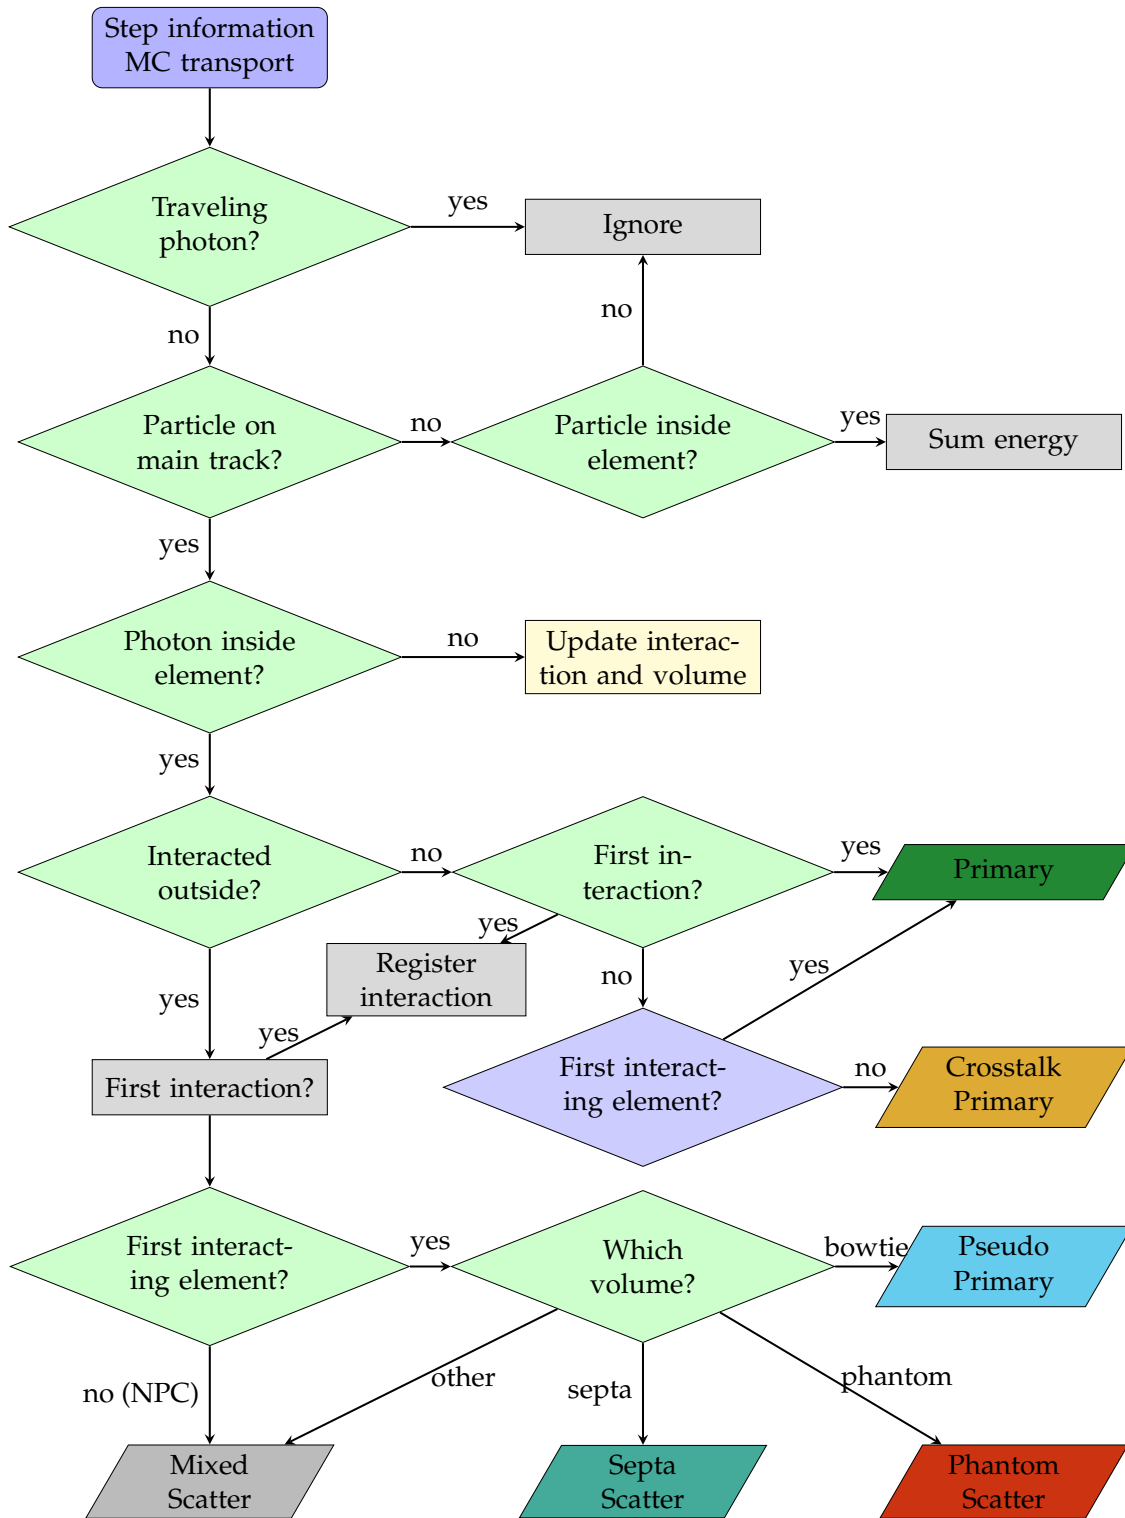 Step information
MC transport
Traveling
photon?
yes
Ignore
no
no
Particle on
main track?
no
Particle inside
element?
yes
Sum energy
yes
Photon inside
element?
no
Update interac-
tion and volume
yes
Interacted
outside?
no
First in-
teraction?
yes
Primary
yes
Register
interaction
yes
no
yes
yes
First interaction?
First interact-
ing element?
no
Crosstalk
Primary
First interact-
ing element?
yes
Which
volume?
bowtie
Pseudo
Primary
no (NPC)
other
septa
phantom
Mixed
Scatter
Septa
Scatter
Phantom
Scatter